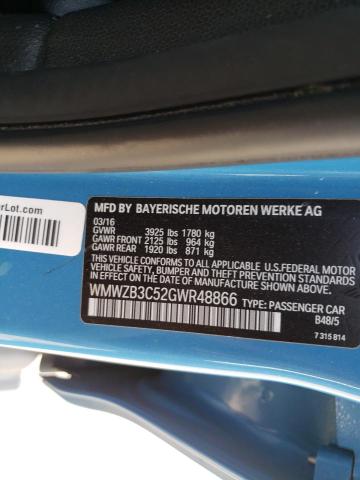 erLot.com
MFD BY BAYERISCHE MOTOREN WERKE AG
03/16
GVWR 3925 lbs 1780 kg
GAWR FRONT 2125 lbs 964 kg
GAWR REAR 1920 lbs 871 kg
THIS VEHICLE CONFORMS TO ALL APPLICABLE U.S.FEDERAL MOTOR
VEHICLE SAFETY, BUMPER, AND THEFT PREVENTION STANDARDS
IN EFFECT ON THE DATE OF MANUFACTURE SHOWN ABOVE.
WMWZB3C52GWR48866 TYPE: PASSENGER CAR
B48/5
7 315 814